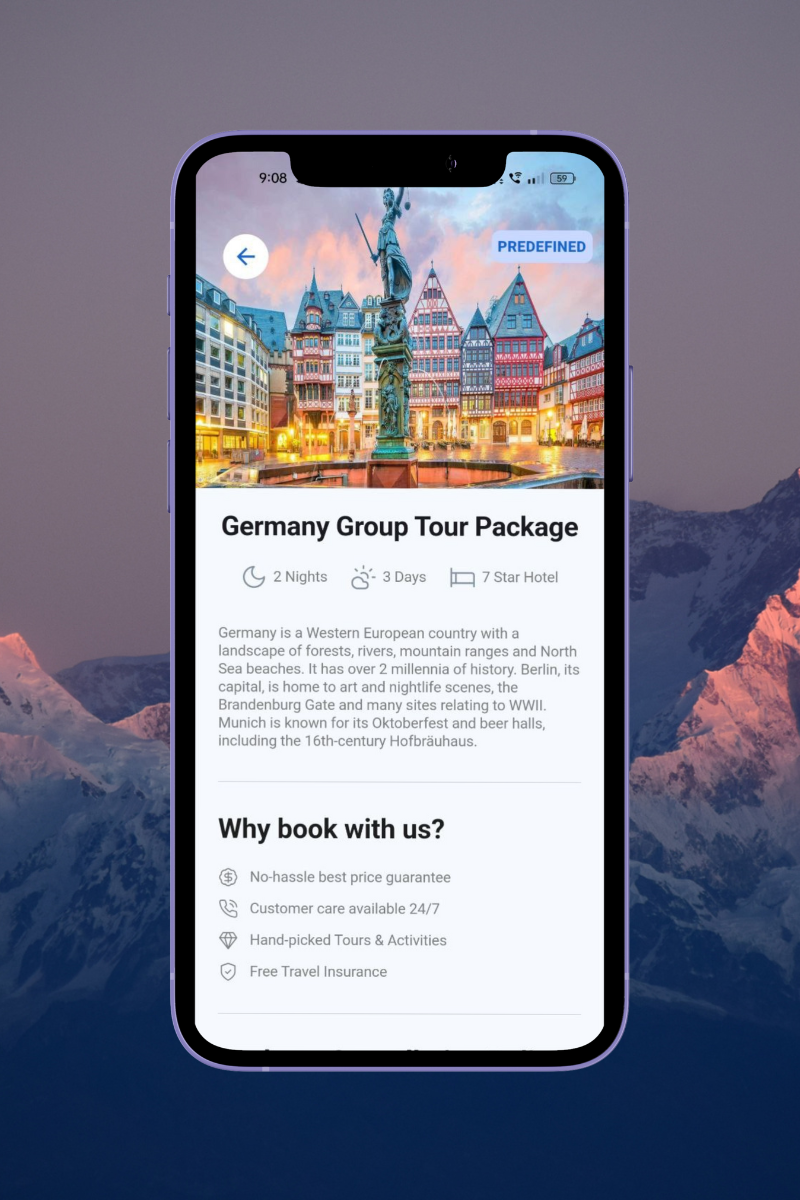 9:08
59
PREDEFINED
Germany Group Tour Package
2 Nights
3 Days
7 Star Hotel
Germany is a Western European country with a
landscape of forests, rivers, mountain ranges and North
Sea beaches. It has over 2 millennia of history. Berlin, its
capital, is home to art and nightlife scenes, the
Brandenburg Gate and many sites relating to WWII.
Munich is known for its Oktoberfest and beer halls,
including the 16th-century Hofbräuhaus.
Why book with us?
No-hassle best price guarantee
Customer care available 24/7
Hand-picked Tours & Activities
Free Travel Insurance